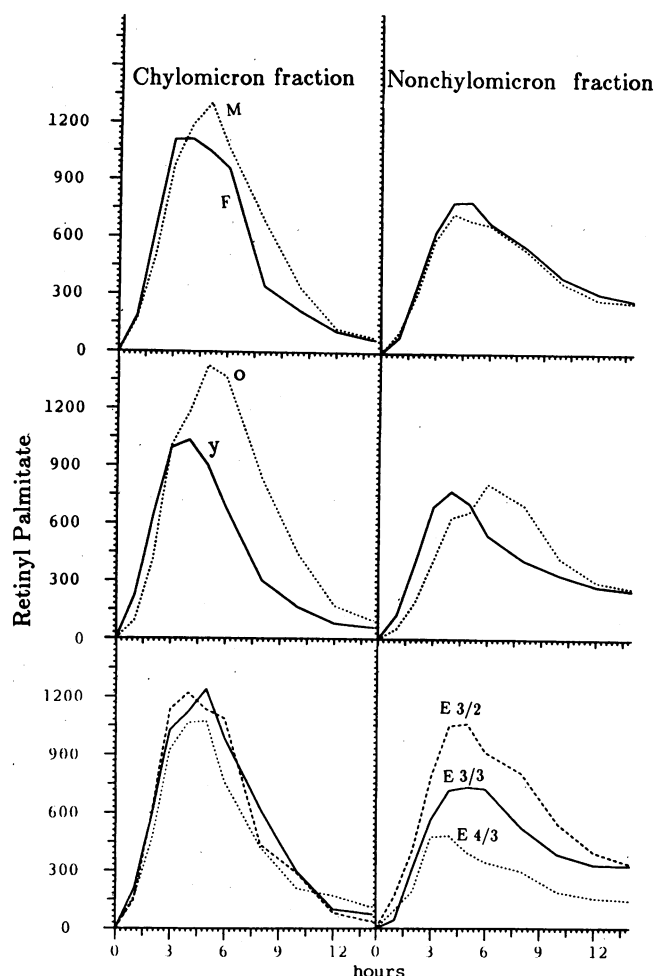 Chylomicron fraction Nonchylomicron fraction
1200
900
600
300
0
M
F
1200
900
600
300
0
O
y
Retinyl Palmitate
1200
900
600
300
0
E 3/2
E 3/3
E 4/3
0 3 6 9 12 0 3 6 9 12
hours